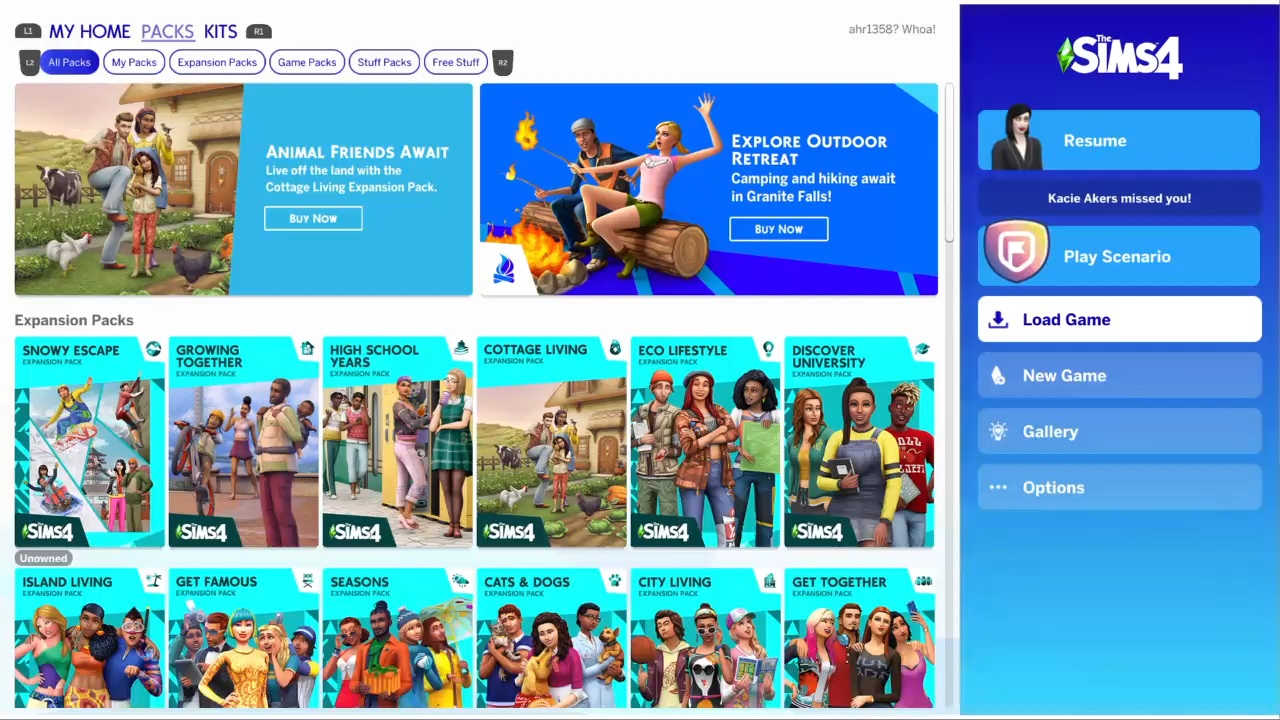 L1 MY HOME PACKS KITS R1
ahr1358? Whoa!
L2 All Packs My Packs Expansion Packs Game Packs Stuff Packs Free Stuff R2
ANIMAL FRIENDS AWAIT
Live off the land with the
Cottage Living Expansion Pack.
BUY NOW
EXPLORE OUTDOOR
RETREAT
Camping and hiking await
in Granite Falls!
BUY NOW
Expansion Packs
SNOWY ESCAPE
EXPANSION PACK
THE SIMS4
GROWING
TOGETHER
EXPANSION PACK
THE SIMS4
HIGH SCHOOL
YEARS
EXPANSION PACK
THE SIMS4
COTTAGE LIVING
EXPANSION PACK
THE SIMS4
ECO LIFESTYLE
EXPANSION PACK
THE SIMS4
DISCOVER
UNIVERSITY
EXPANSION PACK
THE SIMS4
Unowned
ISLAND LIVING
EXPANSION PACK
GET FAMOUS
EXPANSION PACK
SEASONS
EXPANSION PACK
CATS & DOGS
EXPANSION PACK
CITY LIVING
EXPANSION PACK
GET TOGETHER
EXPANSION PACK
The SIMS4
Resume
Kacie Akers missed you!
Play Scenario
Load Game
New Game
Gallery
Options